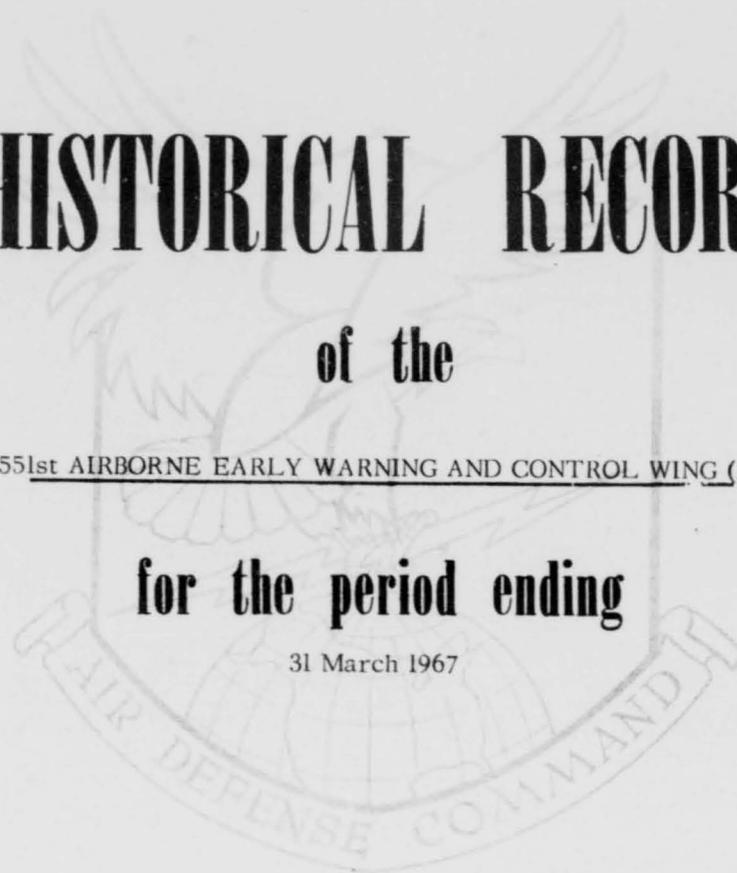 HISTORICAL RECOR
of the
551st AIRBORNE EARLY WARNING AND CONTROL WING (
for the period ending
31 March 1967
AIR DEFENSE COMMAND